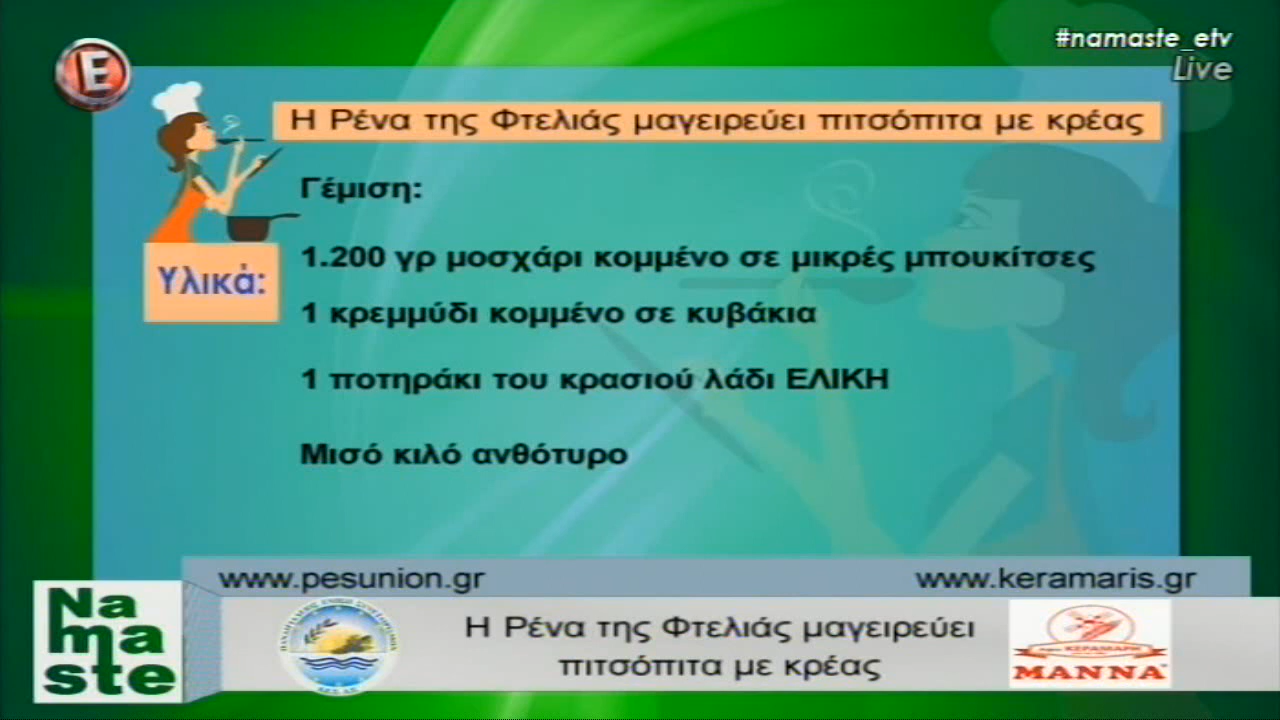 #namaste_etv
Live
E
Η Ρένα της Φτελιάς μαγειρεύει πιτσόπιτα με κρέας
Γέμιση:
Υλικά:
1.200 γρ μοσχάρι κομμένο σε μικρές μπουκίτσες
1 κρεμμύδι κομμένο σε κυβάκια
1 ποτηράκι του κρασιού λάδι ΕΛΙΚΗ
Μισό κιλό ανθότυρο
www.pesunion.gr
www.keramaris.gr
Na
ma
ste
Η Ρένα της Φτελιάς μαγειρεύει
πιτσόπιτα με κρέας
ΚΕΡΑΜΑΡΗ
MANNA